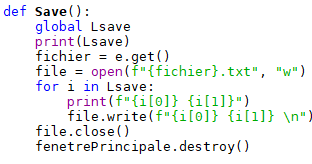 def Save():
    global Lsave
    print(Lsave)
    fichier = e.get()
    file = open(f"{fichier}.txt", "w")
    for i in Lsave:
        print(f"{i[0]} {i[1]}")
        file.write(f"{i[0]} {i[1]} \n")
    file.close()
    fenetrePrincipale.destroy()